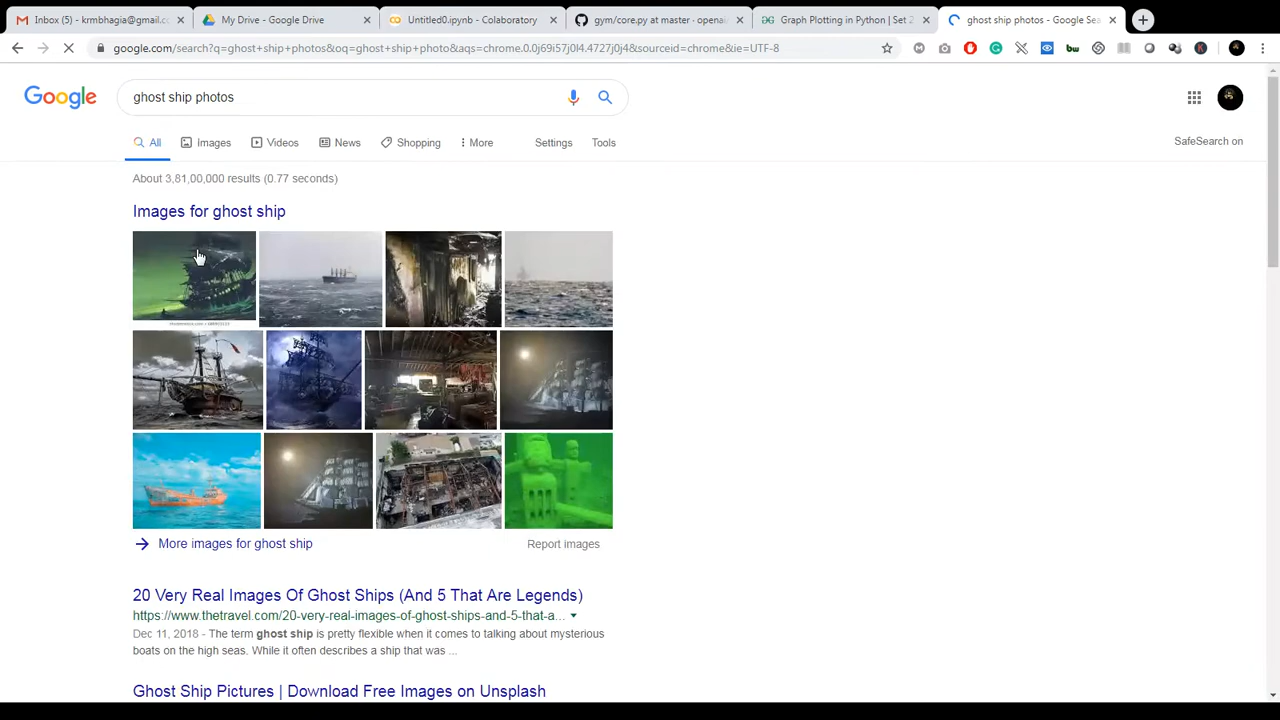 Inbox (5) - krmbhagia@gmail.c
My Drive - Google Drive
Untitled0.ipynb - Colaboratory
gym/core.py at master · openai
Graph Plotting in Python | Set 2
ghost ship photos - Google Sea
google.com/search?q=ghost+ship+photos&oq=ghost+ship+photo&aqs=chrome.0.0j69i57j0l4.4727j0j4&sourceid=chrome&ie=UTF-8
Google
ghost ship photos
All
Images
Videos
News
Shopping
More
Settings
Tools
SafeSearch on
About 3,81,00,000 results (0.77 seconds)
Images for ghost ship
More images for ghost ship
Report images
20 Very Real Images Of Ghost Ships (And 5 That Are Legends)
https://www.thetravel.com/20-very-real-images-of-ghost-ships-and-5-that-a...
Dec 11, 2018 - The term ghost ship is pretty flexible when it comes to talking about mysterious
boats on the high seas. While it often describes a ship that was ...
Ghost Ship Pictures | Download Free Images on Unsplash